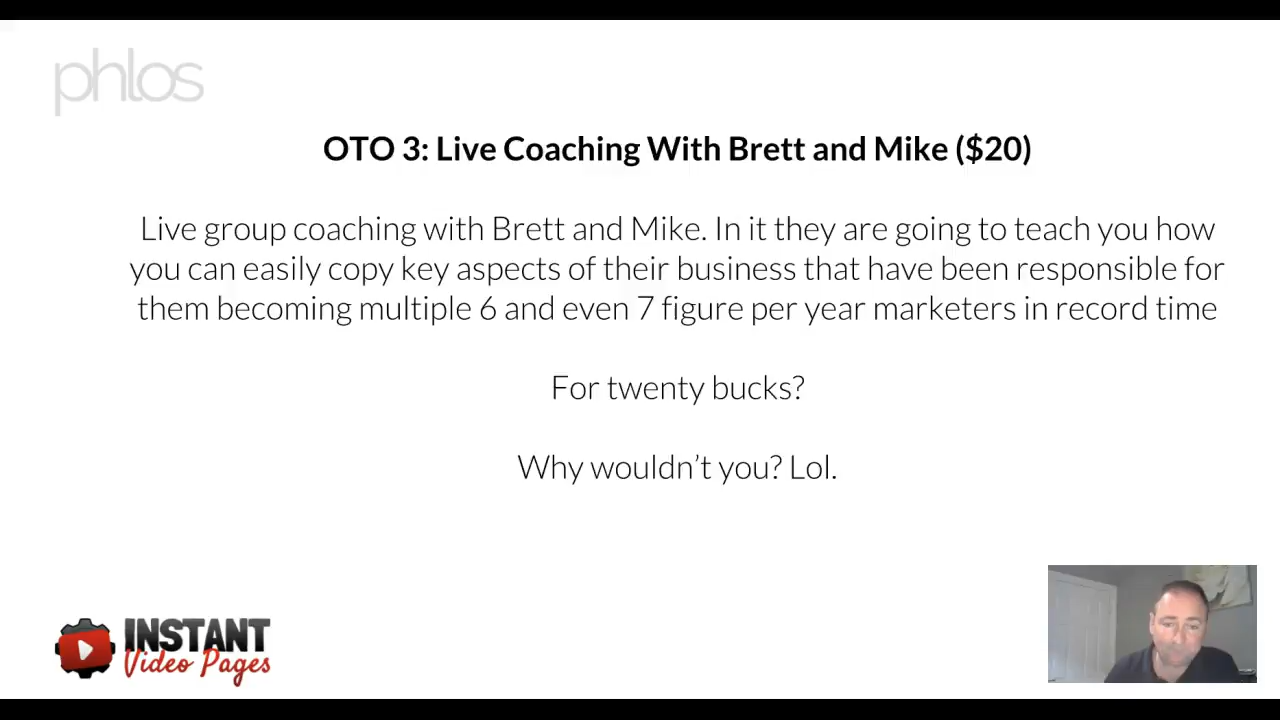 phlos
OTO 3: Live Coaching With Brett and Mike ($20)
Live group coaching with Brett and Mike. In it they are going to teach you how
you can easily copy key aspects of their business that have been responsible for
them becoming multiple 6 and even 7 figure per year marketers in record time
For twenty bucks?
Why wouldn't you? Lol.
INSTANT
Video Pages